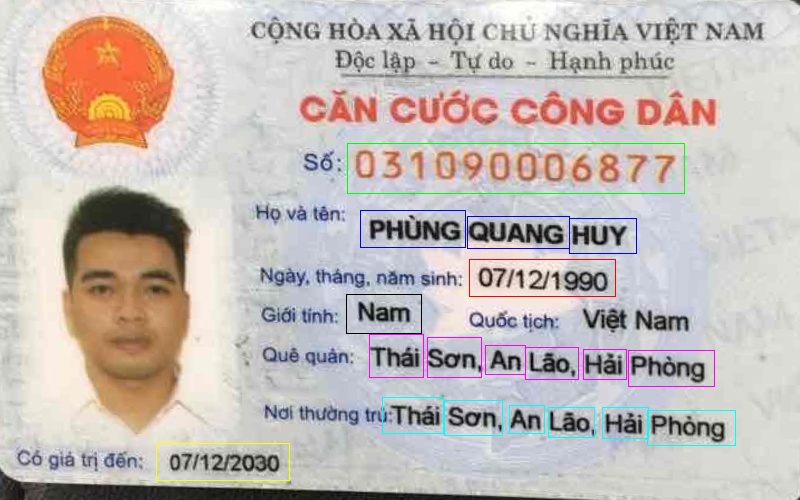 CỘNG HÒA XÃ HỘI CHỦ NGHĨA VIỆT NAM
Độc lập - Tự do - Hạnh phúc
CĂN CƯỚC CÔNG DÂN
Số: 031090006877
Họ và tên: PHÙNG QUANG HUY
Ngày, tháng, năm sinh: 07/12/1990
Giới tính: Nam Quốc tịch: Việt Nam
Quê quán: Thái Sơn, An Lão, Hải Phòng
Nơi thường trú: Thái Sơn, An Lão, Hải Phòng
Có giá trị đến: 07/12/2030